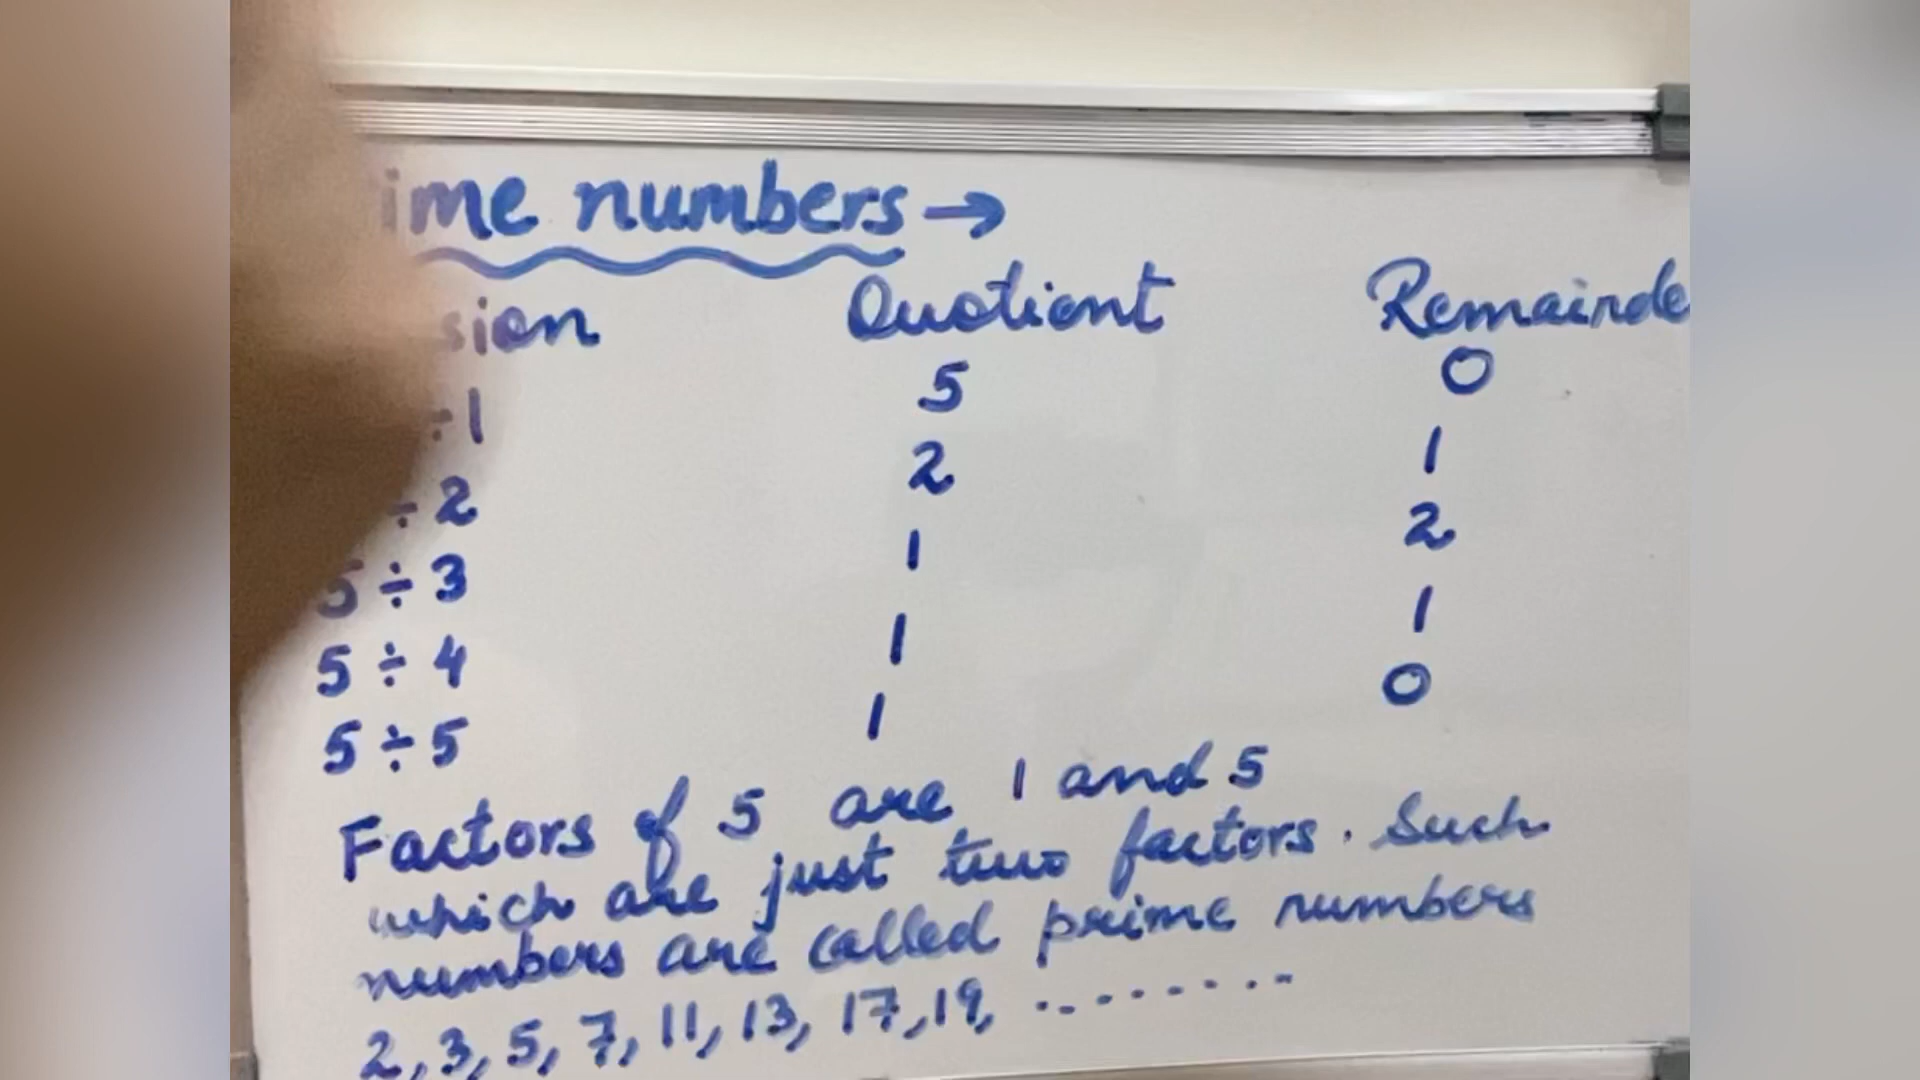 ime numbers →
sion Quotient Remainde
÷1 5 0
÷ 2 2 1
5 ÷ 3 1 2
5 ÷ 4 1 1
5 ÷ 5 1 0
Factors of 5 are 1 and 5
which are just two factors. Such
numbers are called prime numbers
2, 3, 5, 7, 11, 13, 17, 19, .........